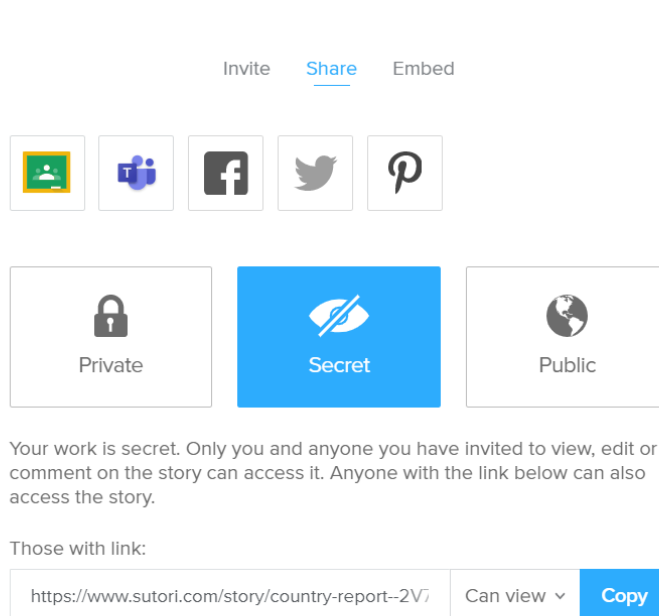 Invite Share Embed
T
Private Secret Public
Your work is secret. Only you and anyone you have invited to view, edit or
comment on the story can access it. Anyone with the link below can also
access the story.
Those with link:
https://www.sutori.com/story/country-report--2V7 Can view Copy